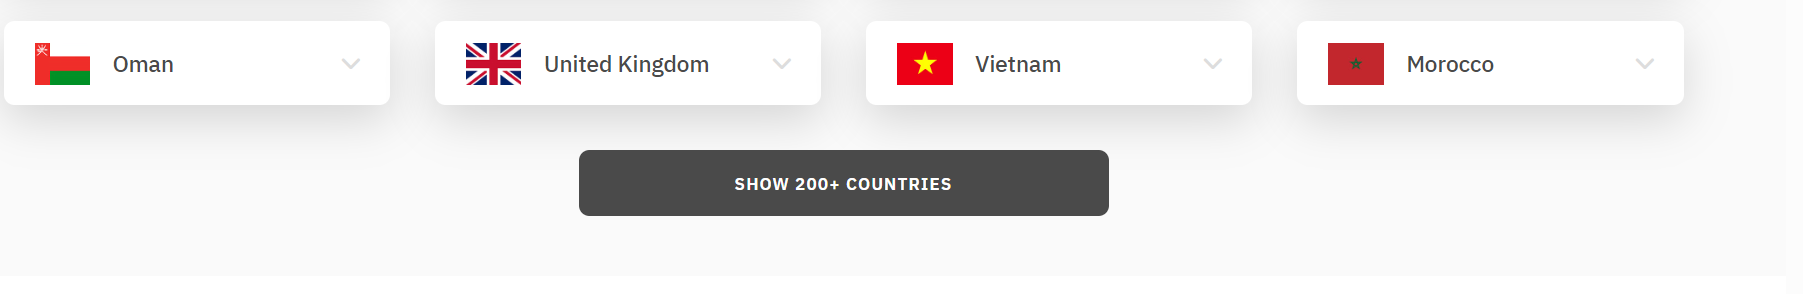 Oman
United Kingdom
Vietnam
Morocco
SHOW 200+ COUNTRIES